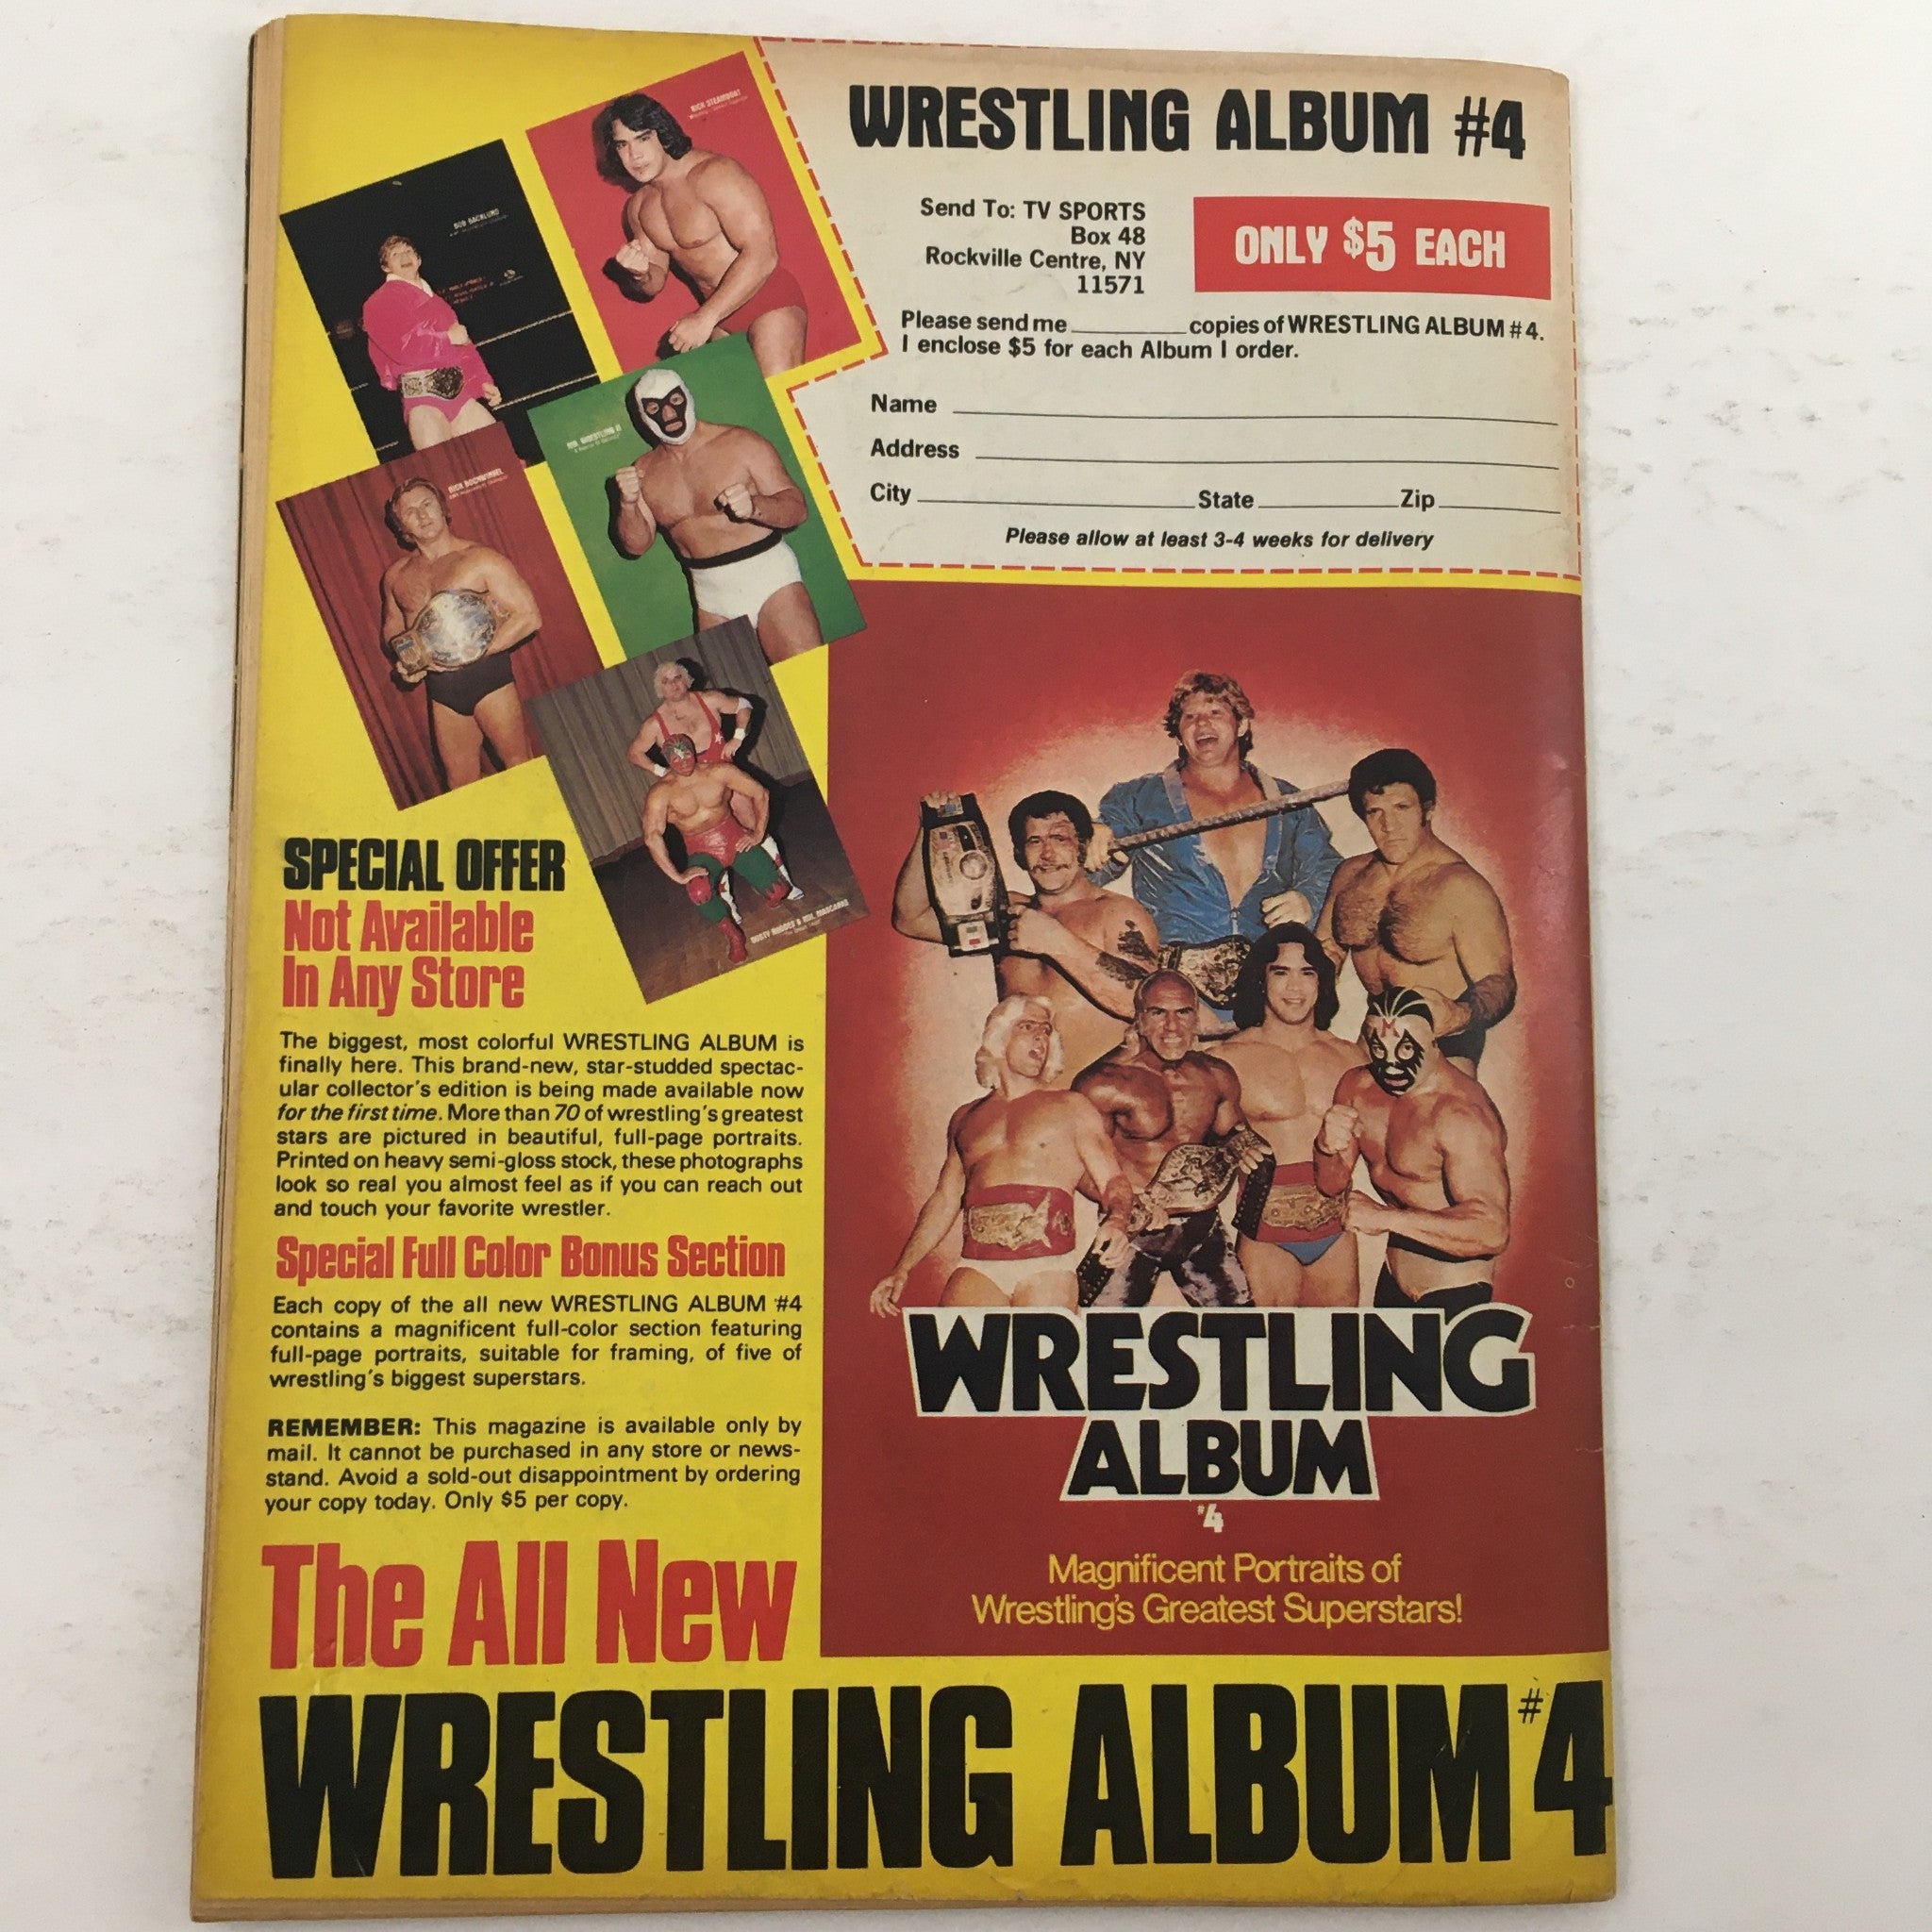 WRESTLING ALBUM #4
Send To: TV SPORTS
Box 48
Rockville Centre, NY
11571
ONLY $5 EACH
Please send me ________ copies of WRESTLING ALBUM #4.
I enclose $5 for each Album I order.
Name
Address
City State Zip
Please allow at least 3-4 weeks for delivery
RICK STEAMBOAT
BOB BACKLUND
MR. WRESTLING II
NICK BOCKWINKEL
DUSTY RHODES & MIL MASCARAS
SPECIAL OFFER
Not Available
In Any Store
The biggest, most colorful WRESTLING ALBUM is
finally here. This brand-new, star-studded spectac-
ular collector's edition is being made available now
for the first time. More than 70 of wrestling's greatest
stars are pictured in beautiful, full-page portraits.
Printed on heavy semi-gloss stock, these photographs
look so real you almost feel as if you can reach out
and touch your favorite wrestler.
Special Full Color Bonus Section
Each copy of the all new WRESTLING ALBUM #4
contains a magnificent full-color section featuring
full-page portraits, suitable for framing, of five of
wrestling's biggest superstars.
REMEMBER: This magazine is available only by
mail. It cannot be purchased in any store or news-
stand. Avoid a sold-out disappointment by ordering
your copy today. Only $5 per copy.
M
WRESTLING
ALBUM
#4
Magnificent Portraits of
Wrestling's Greatest Superstars!
The All New
WRESTLING ALBUM #4